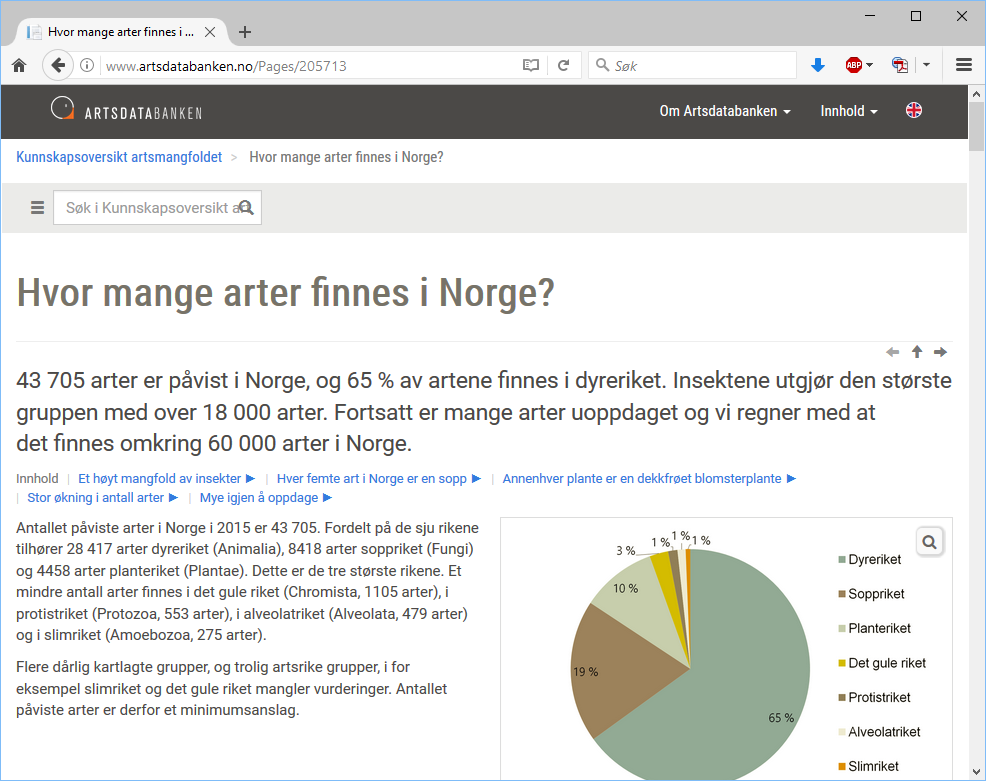 Hvor mange arter finnes i ...
www.artsdatabanken.no/Pages/205713
Søk
ABP
ARTSDATABANKEN
Om Artsdatabanken
Innhold
Kunnskapsoversikt artsmangfoldet > Hvor mange arter finnes i Norge?
Søk i Kunnskapsoversikt art
Hvor mange arter finnes i Norge?
43 705 arter er påvist i Norge, og 65 % av artene finnes i dyreriket. Insektene utgjør den største
gruppen med over 18 000 arter. Fortsatt er mange arter uoppdaget og vi regner med at
det finnes omkring 60 000 arter i Norge.
Innhold | Et høyt mangfold av insekter ▶ | Hver femte art i Norge er en sopp ▶ | Annenhver plante er en dekkfrøet blomsterplante ▶
| Stor økning i antall arter ▶ | Mye igjen å oppdage ▶
Antallet påviste arter i Norge i 2015 er 43 705. Fordelt på de sju rikene
tilhører 28 417 arter dyreriket (Animalia), 8418 arter soppriket (Fungi)
og 4458 arter planteriket (Plantae). Dette er de tre største rikene. Et
mindre antall arter finnes i det gule riket (Chromista, 1105 arter), i
protistriket (Protozoa, 553 arter), i alveolatriket (Alveolata, 479 arter)
og i slimriket (Amoebozoa, 275 arter).
Flere dårlig kartlagte grupper, og trolig artsrike grupper, i for
eksempel slimriket og det gule riket mangler vurderinger. Antallet
påviste arter er derfor et minimumsanslag.
3 %
1 %
1 %
1 %
10 %
19 %
65 %
Dyreriket
Soppriket
Planteriket
Det gule riket
Protistriket
Alveolatriket
Slimriket